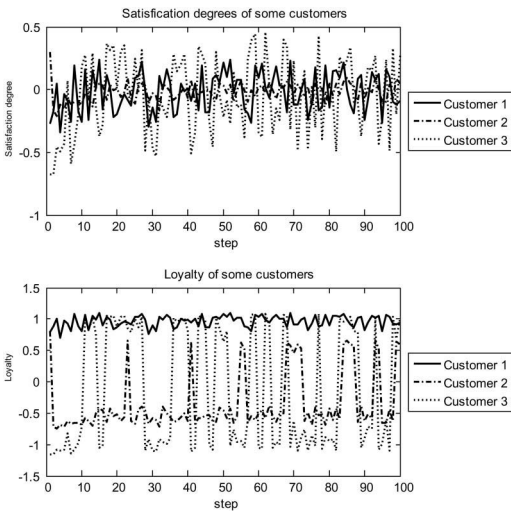 Satisfication degrees of some customers
0.5
0
-0.5
-1
Satisfaction degree
0 10 20 30 40 50 60 70 80 90 100
step
Customer 1
Customer 2
Customer 3
Loyalty of some customers
1.5
1
0.5
0
-0.5
-1
-1.5
Loyalty
0 10 20 30 40 50 60 70 80 90 100
step
Customer 1
Customer 2
Customer 3